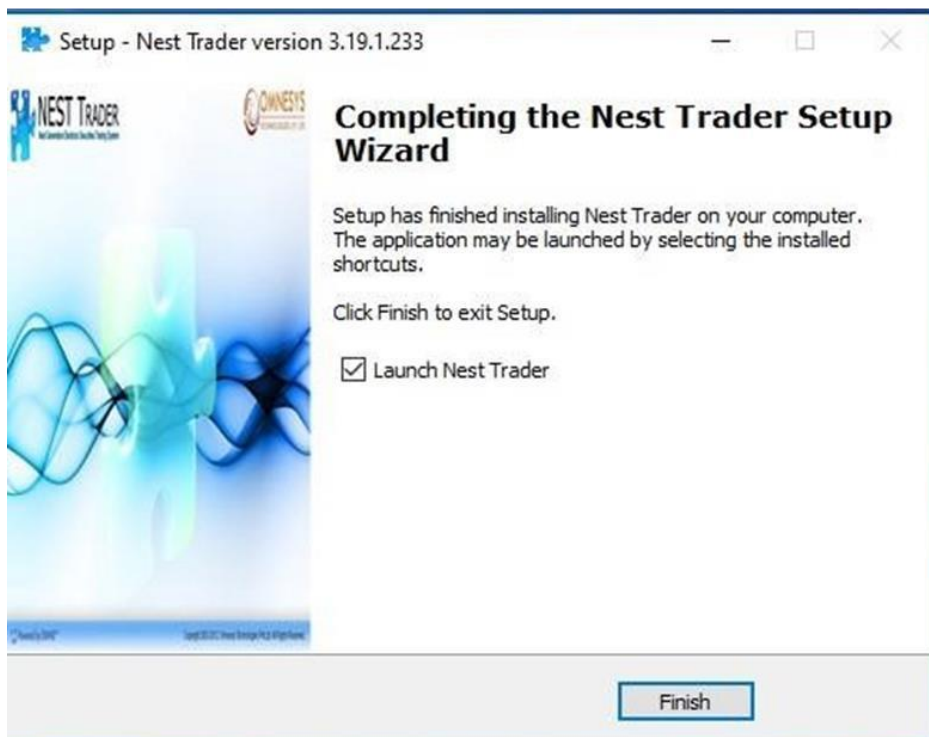 Setup - Nest Trader version 3.19.1.233
NEST TRADER
OMNESYS
Completing the Nest Trader Setup
Wizard
Setup has finished installing Nest Trader on your computer.
The application may be launched by selecting the installed
shortcuts.
Click Finish to exit Setup.
Launch Nest Trader
Finish